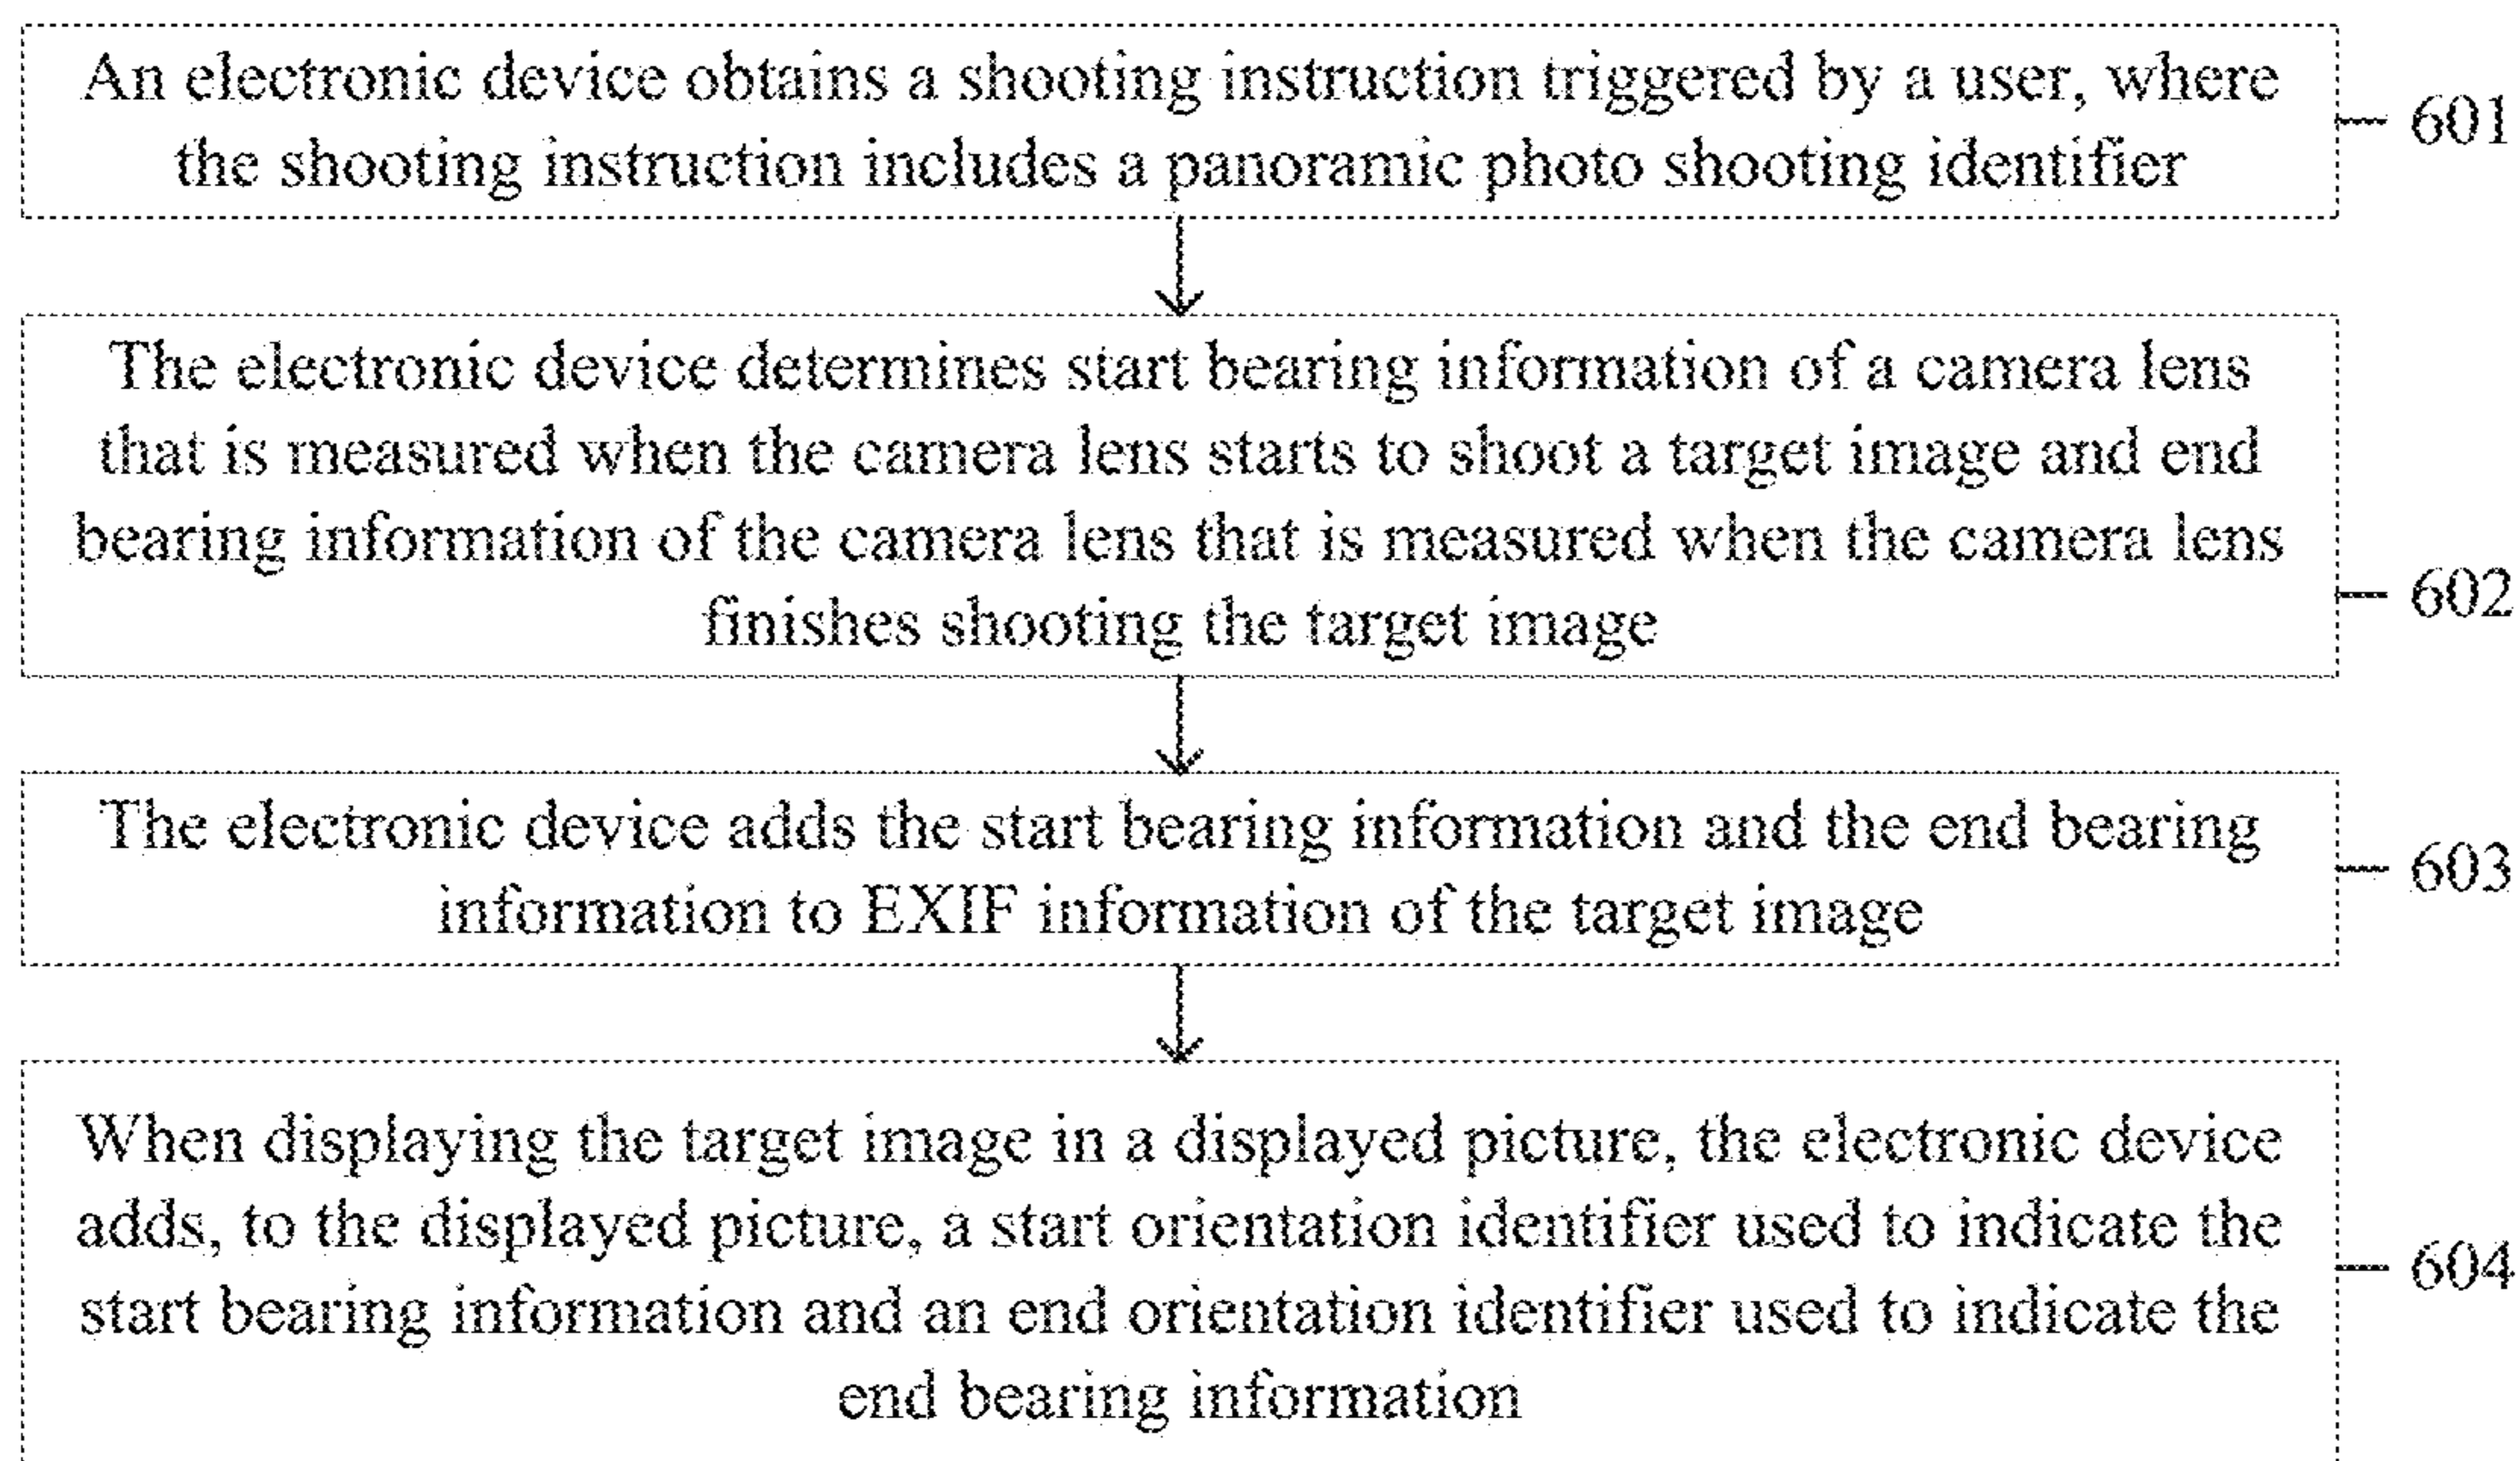 An electronic device obtains a shooting instruction triggered by a user, where
the shooting instruction includes a panoramic photo shooting identifier
601
The electronic device determines start bearing information of a camera lens
that is measured when the camera lens starts to shoot a target image and end
bearing information of the camera lens that is measured when the camera lens
finishes shooting the target image
602
The electronic device adds the start bearing information and the end bearing
information to EXIF information of the target image
603
When displaying the target image in a displayed picture, the electronic device
adds, to the displayed picture, a start orientation identifier used to indicate the
start bearing information and an end orientation identifier used to indicate the
end bearing information
604